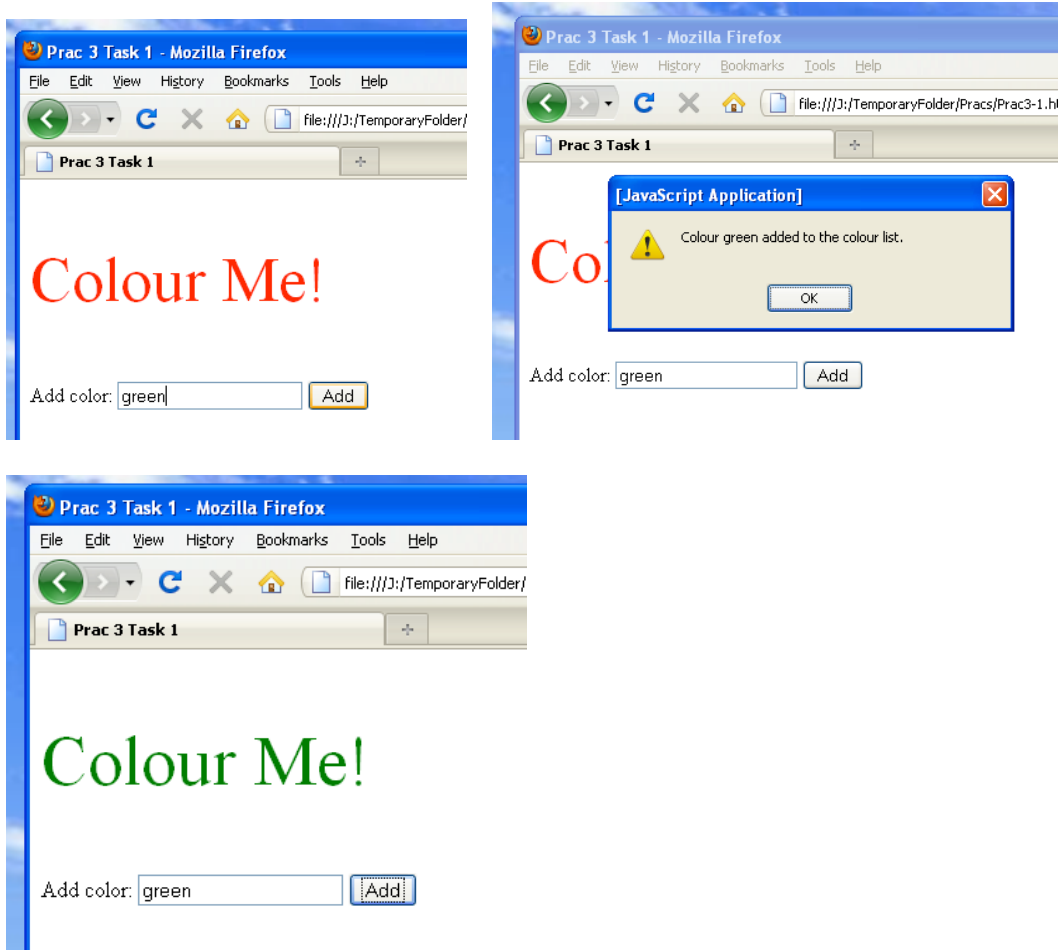 Prac 3 Task 1 - Mozilla Firefox
File Edit View History Bookmarks Tools Help
file:///J:/TemporaryFolder/
Prac 3 Task 1
Colour Me!
Add color: green Add
Prac 3 Task 1 - Mozilla Firefox
File Edit View History Bookmarks Tools Help
file:///J:/TemporaryFolder/Pracs/Prac3-1.h
Prac 3 Task 1
[JavaScript Application]
Colour green added to the colour list.
Co
OK
Add color: green Add
Prac 3 Task 1 - Mozilla Firefox
File Edit View History Bookmarks Tools Help
file:///J:/TemporaryFolder/
Prac 3 Task 1
Colour Me!
Add color: green Add